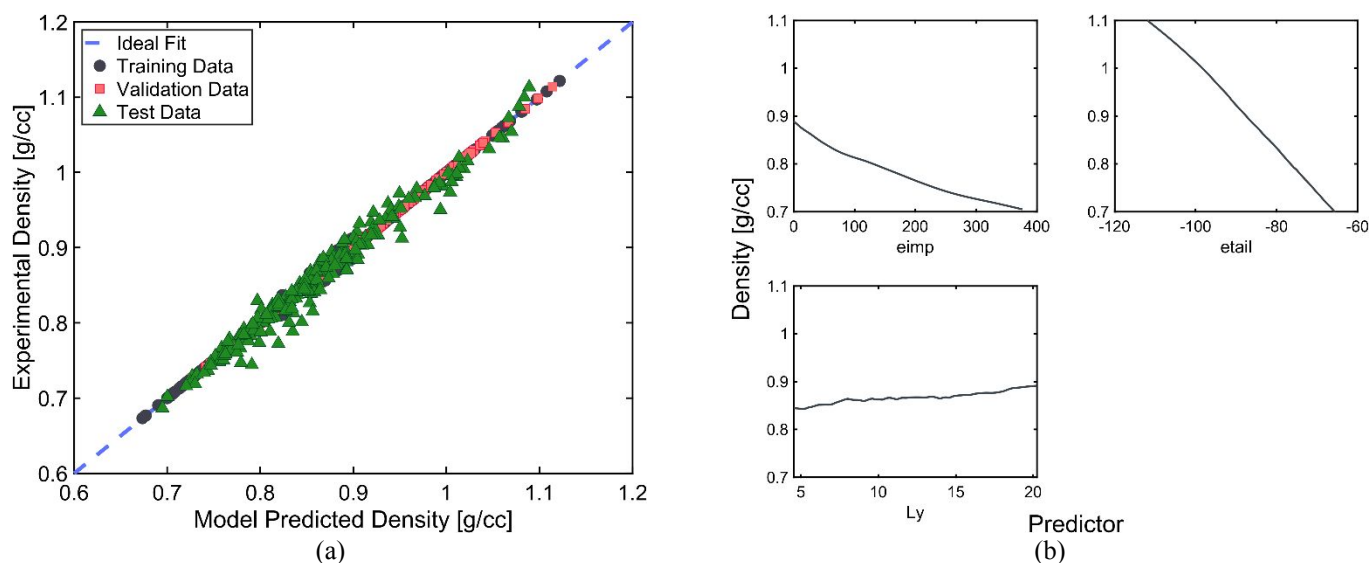 1.2
1.1
1
0.9
0.8
0.7
0.6
Experimental Density [g/cc]
Ideal Fit
Training Data
Validation Data
Test Data
0.6 0.7 0.8 0.9 1 1.1 1.2
Model Predicted Density [g/cc]
(a)
1.1
1
0.9
0.8
0.7
0 100 200 300 400
eimp
1.1
1
0.9
0.8
0.7
-120 -100 -80 -60
etail
Density [g/cc]
1.1
1
0.9
0.8
0.7
5 10 15 20
Ly
Predictor
(b)